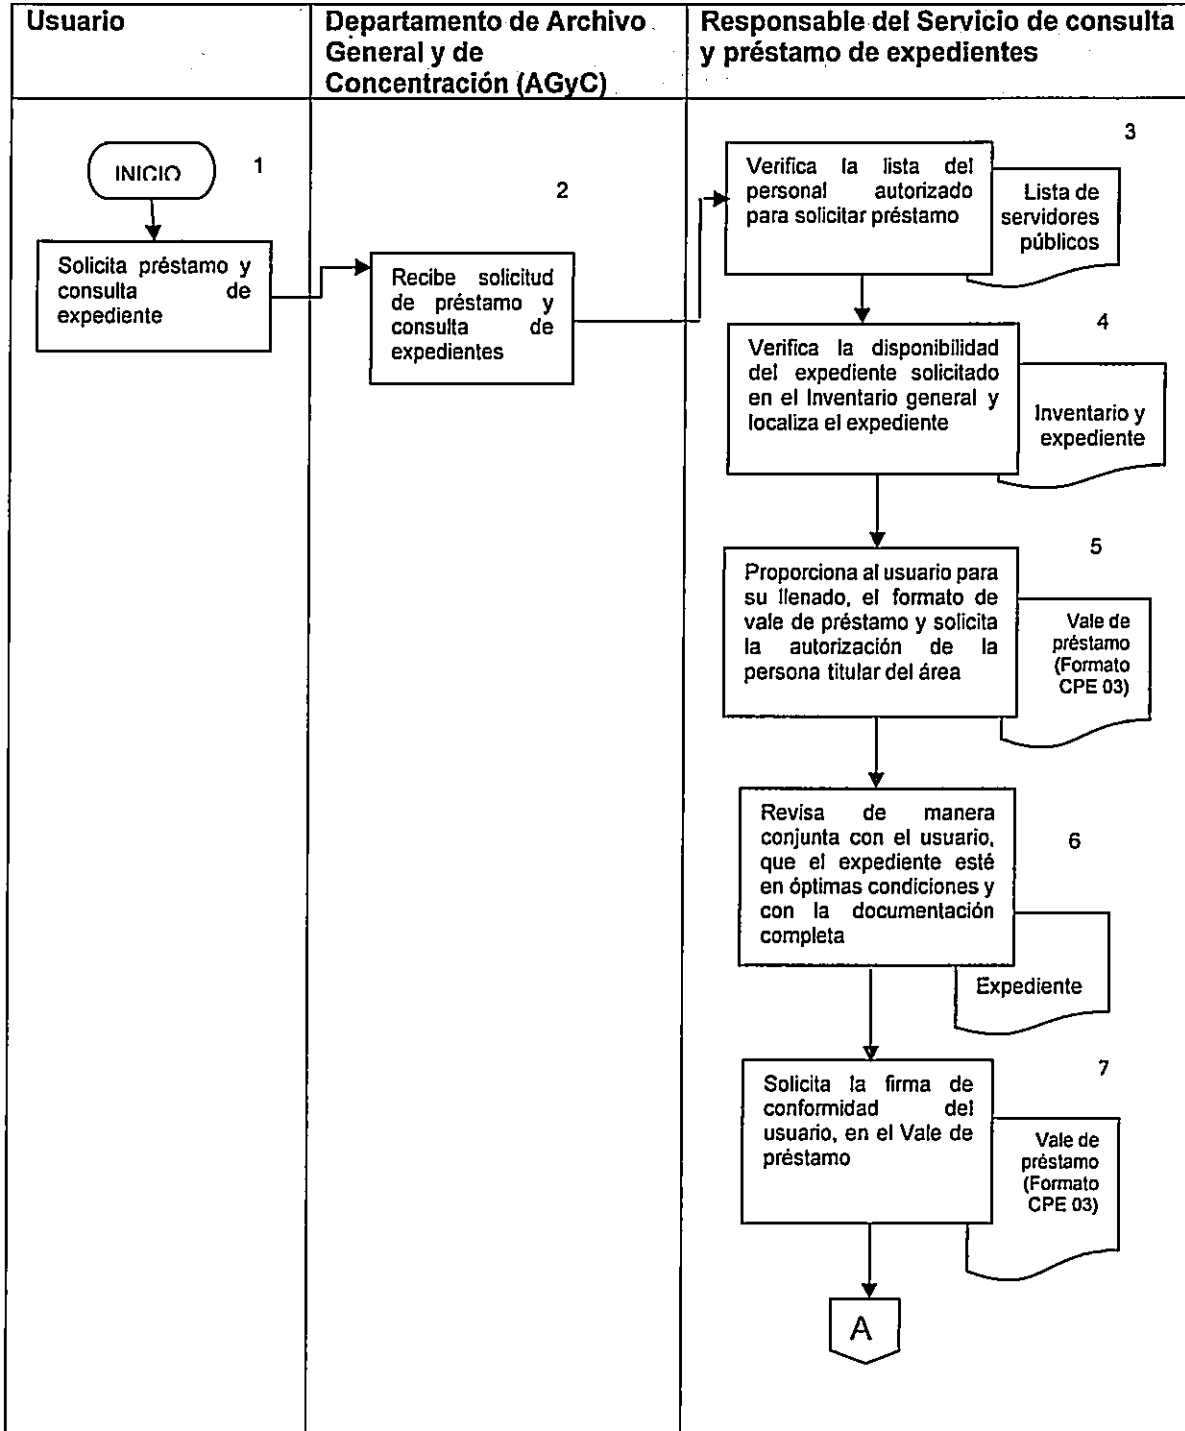 Usuario
Departamento de Archivo
General y de
Concentración (AGyC)
Responsable del Servicio de consulta
y préstamo de expedientes
INICIO
1
Solicita préstamo y
consulta de
expediente
2
Recibe solicitud
de préstamo y
consulta de
expedientes
3
Verifica la lista del
personal autorizado
para solicitar préstamo
Lista de
servidores
públicos
4
Verifica la disponibilidad
del expediente solicitado
en el Inventario general y
localiza el expediente
Inventario y
expediente
5
Proporciona al usuario para
su llenado, el formato de
vale de préstamo y solicita
la autorización de la
persona titular del área
Vale de
préstamo
(Formato
CPE 03)
6
Revisa de manera
conjunta con el usuario,
que el expediente esté
en óptimas condiciones y
con la documentación
completa
Expediente
7
Solicita la firma de
conformidad del
usuario, en el Vale de
préstamo
Vale de
préstamo
(Formato
CPE 03)
A